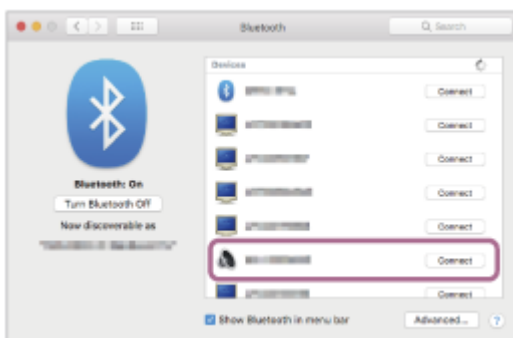 Bluetooth
Search
Devices
Connect
Connect
Connect
Connect
Connect
Connect
Connect
Bluetooth: On
Turn Bluetooth Off
Now discoverable as
Show Bluetooth in menu bar
Advanced...
?